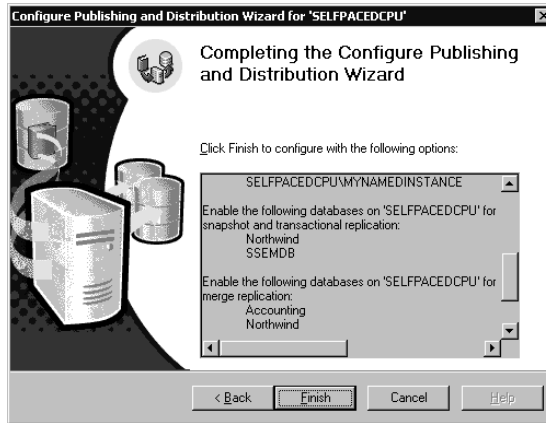 Configure Publishing and Distribution Wizard for 'SELFPACEDCPU'
Completing the Configure Publishing
and Distribution Wizard
Click Finish to configure with the following options:
SELFPACEDCPU\MYNAMEDINSTANCE
Enable the following databases on 'SELFPACEDCPU' for
snapshot and transactional replication:
Northwind
SSEMDB
Enable the following databases on 'SELFPACEDCPU' for
merge replication:
Accounting
Northwind
< Back
Finish
Cancel
Help